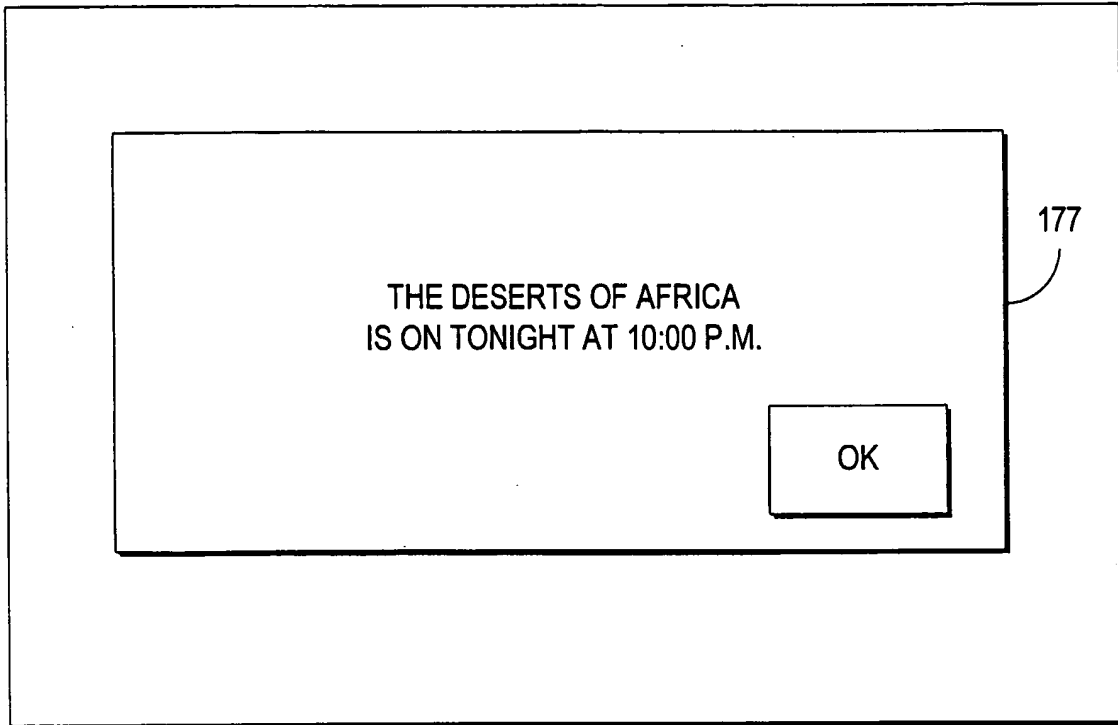 177
THE DESERTS OF AFRICA
IS ON TONIGHT AT 10:00 P.M.
OK